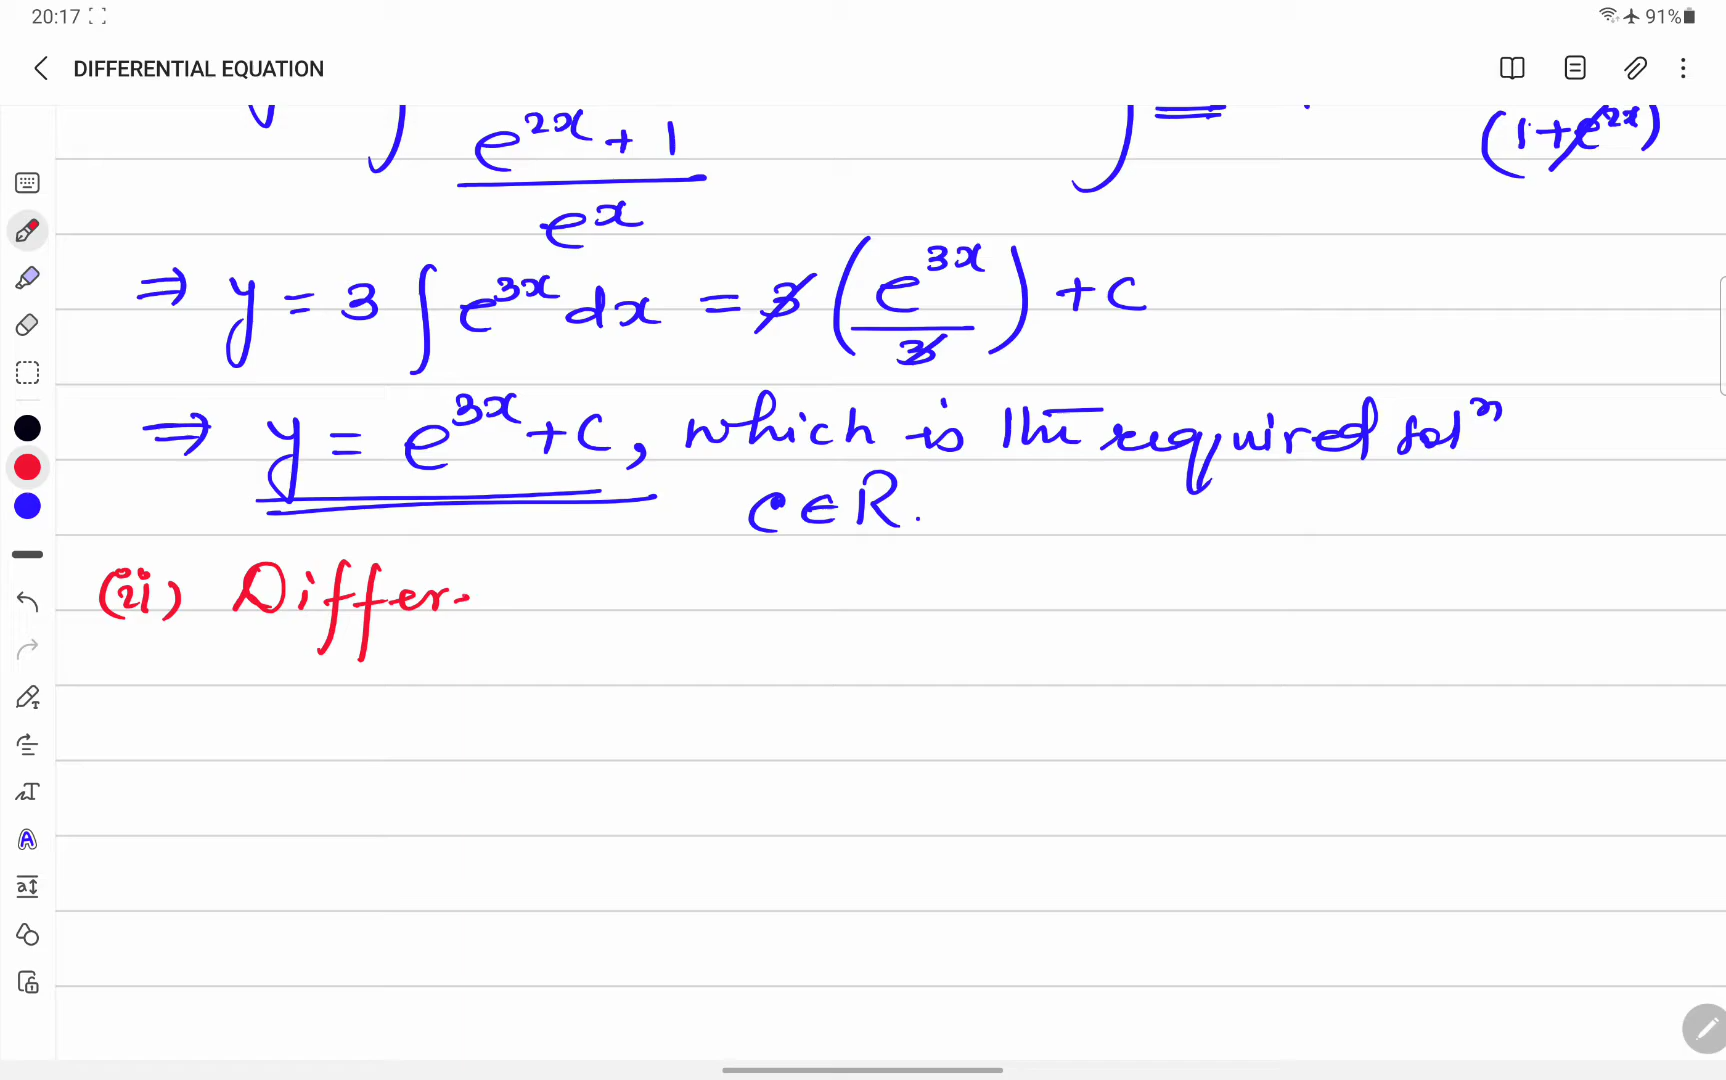 20:17
91%
DIFFERENTIAL EQUATION
e^{2x} + 1
e^x
(1+e^{2x})
⇒ y = 3 ∫ e^{3x} dx = 3 (e^{3x}/3) + c
⇒ y = e^{3x} + c, which is the required solⁿ
c ∈ R.
(ii) Differ.